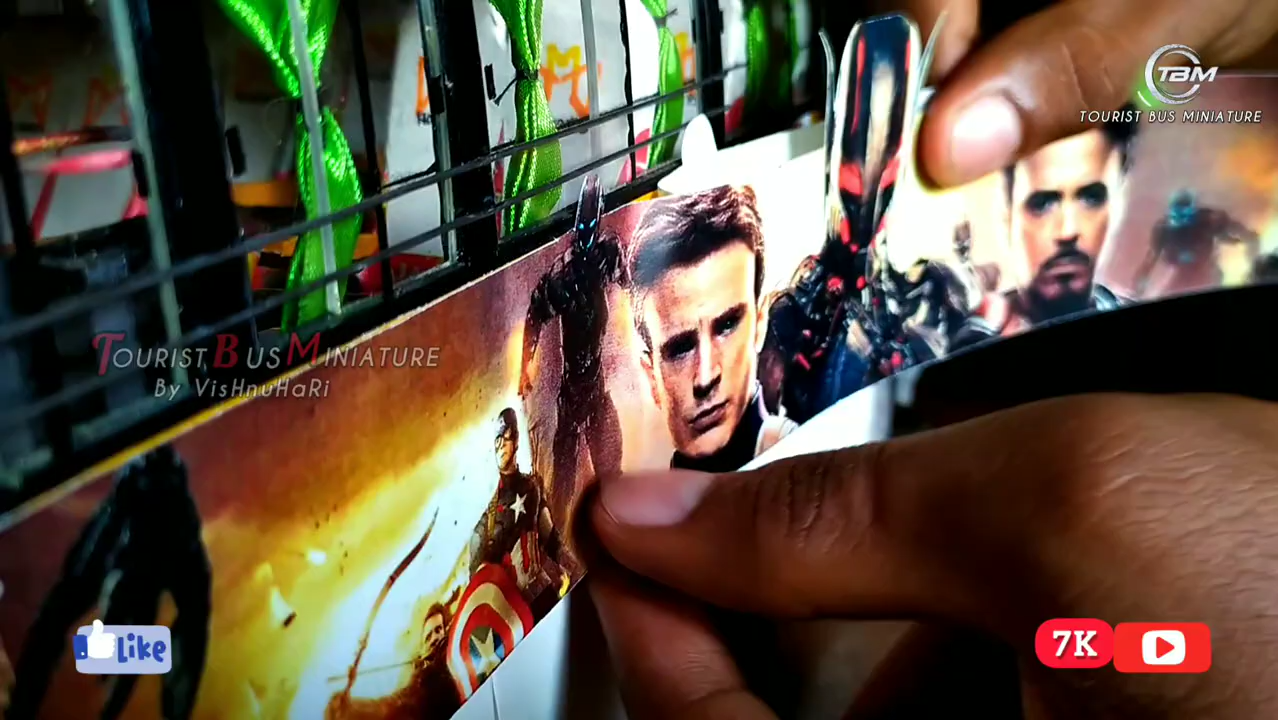 TBM
TOURIST BUS MINIATURE
TOURIST BUS MINIATURE
By VisHnuHaRi
Like
7K